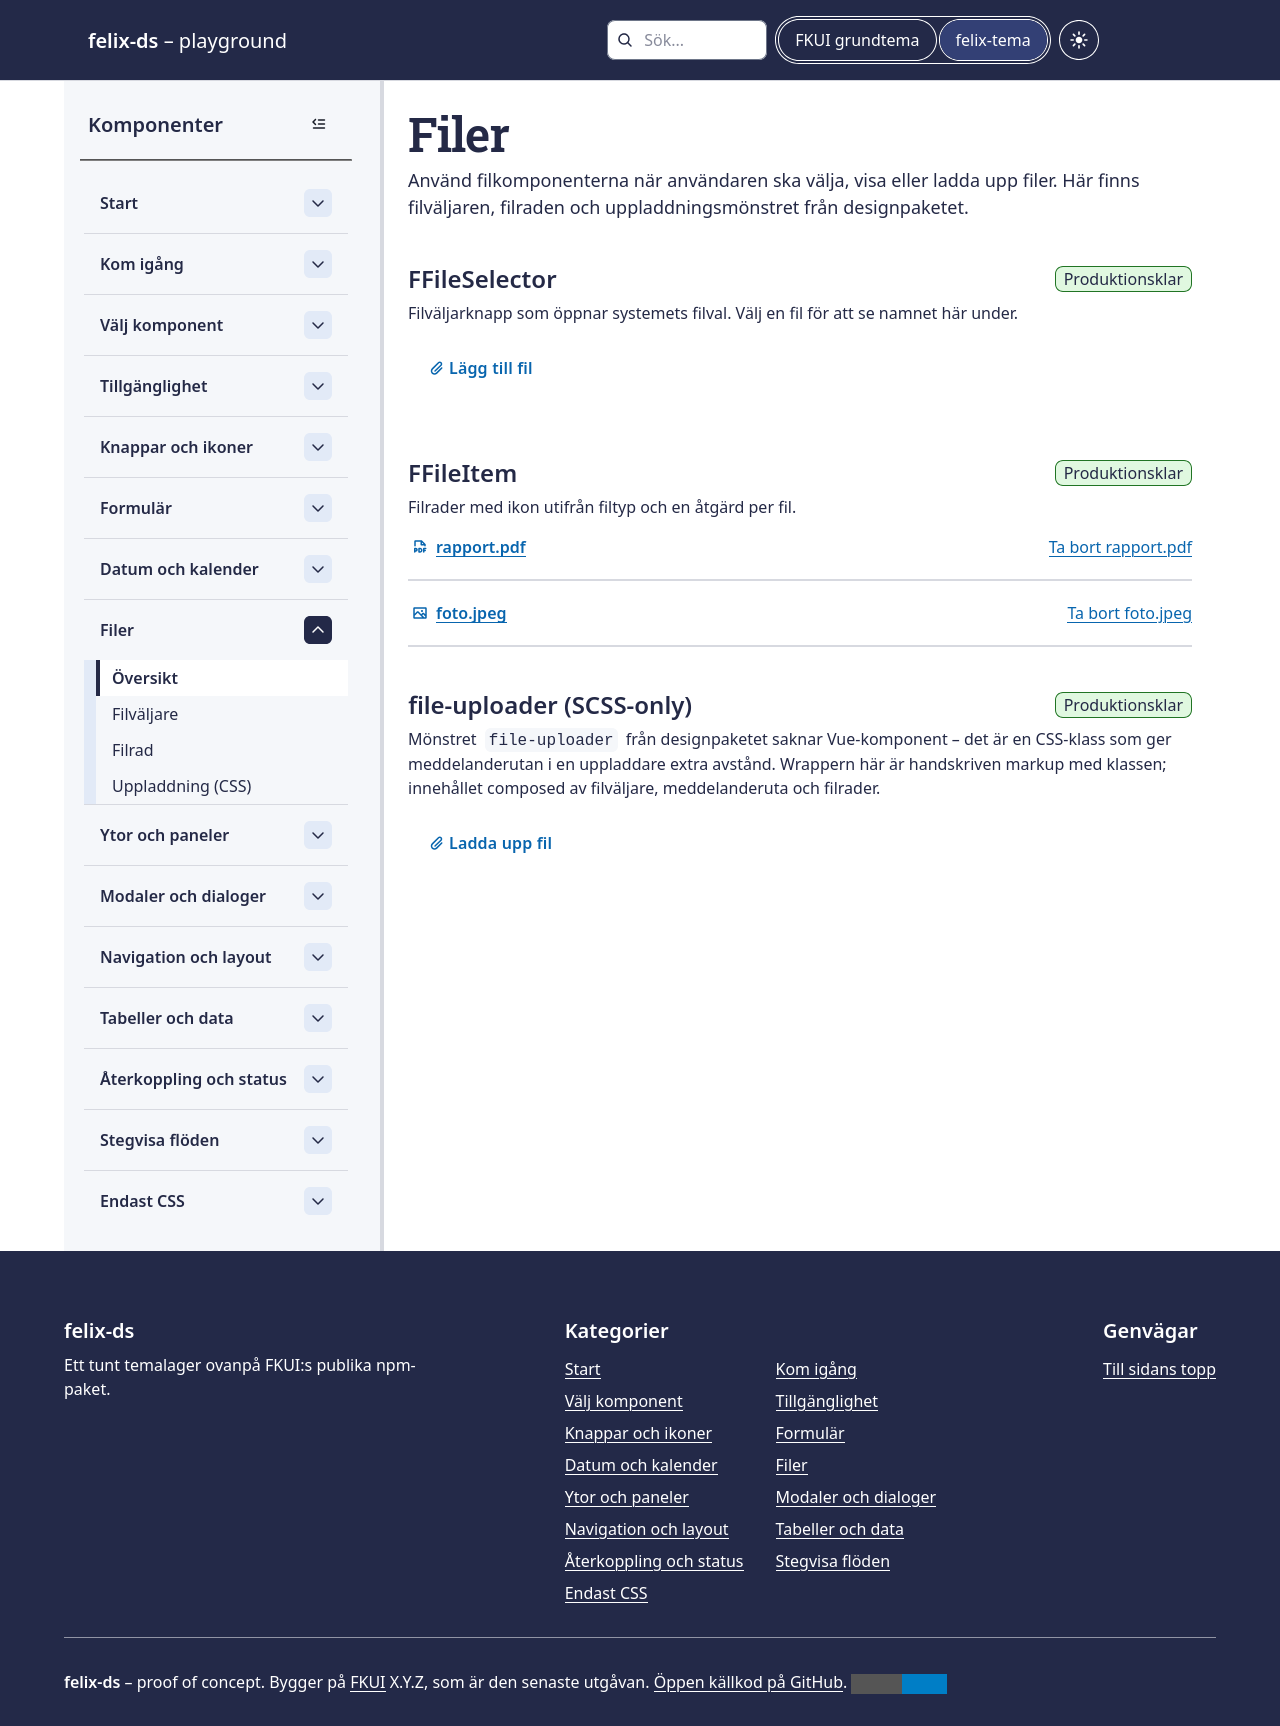 felix-ds – playground
Sök...
FKUI grundtema
felix-tema
Komponenter
Start
Kom igång
Välj komponent
Tillgänglighet
Knappar och ikoner
Formulär
Datum och kalender
Filer
Översikt
Filväljare
Filrad
Uppladdning (CSS)
Ytor och paneler
Modaler och dialoger
Navigation och layout
Tabeller och data
Återkoppling och status
Stegvisa flöden
Endast CSS
Filer
Använd filkomponenterna när användaren ska välja, visa eller ladda upp filer. Här finns
filväljaren, filraden och uppladdningsmönstret från designpaketet.
FFileSelector
Produktionsklar
Filväljarknapp som öppnar systemets filval. Välj en fil för att se namnet här under.
Lägg till fil
FFileItem
Produktionsklar
Filrader med ikon utifrån filtyp och en åtgärd per fil.
PDF
rapport.pdf
Ta bort rapport.pdf
foto.jpeg
Ta bort foto.jpeg
file-uploader (SCSS-only)
Produktionsklar
Mönstret file-uploader från designpaketet saknar Vue-komponent – det är en CSS-klass som ger
meddelanderutan i en uppladdare extra avstånd. Wrappern här är handskriven markup med klassen;
innehållet composed av filväljare, meddelanderuta och filrader.
Ladda upp fil
felix-ds
Ett tunt temalager ovanpå FKUI:s publika npm-
paket.
Kategorier
Start
Kom igång
Välj komponent
Tillgänglighet
Knappar och ikoner
Formulär
Datum och kalender
Filer
Ytor och paneler
Modaler och dialoger
Navigation och layout
Tabeller och data
Återkoppling och status
Stegvisa flöden
Endast CSS
Genvägar
Till sidans topp
felix-ds – proof of concept. Bygger på FKUI X.Y.Z, som är den senaste utgåvan. Öppen källkod på GitHub.